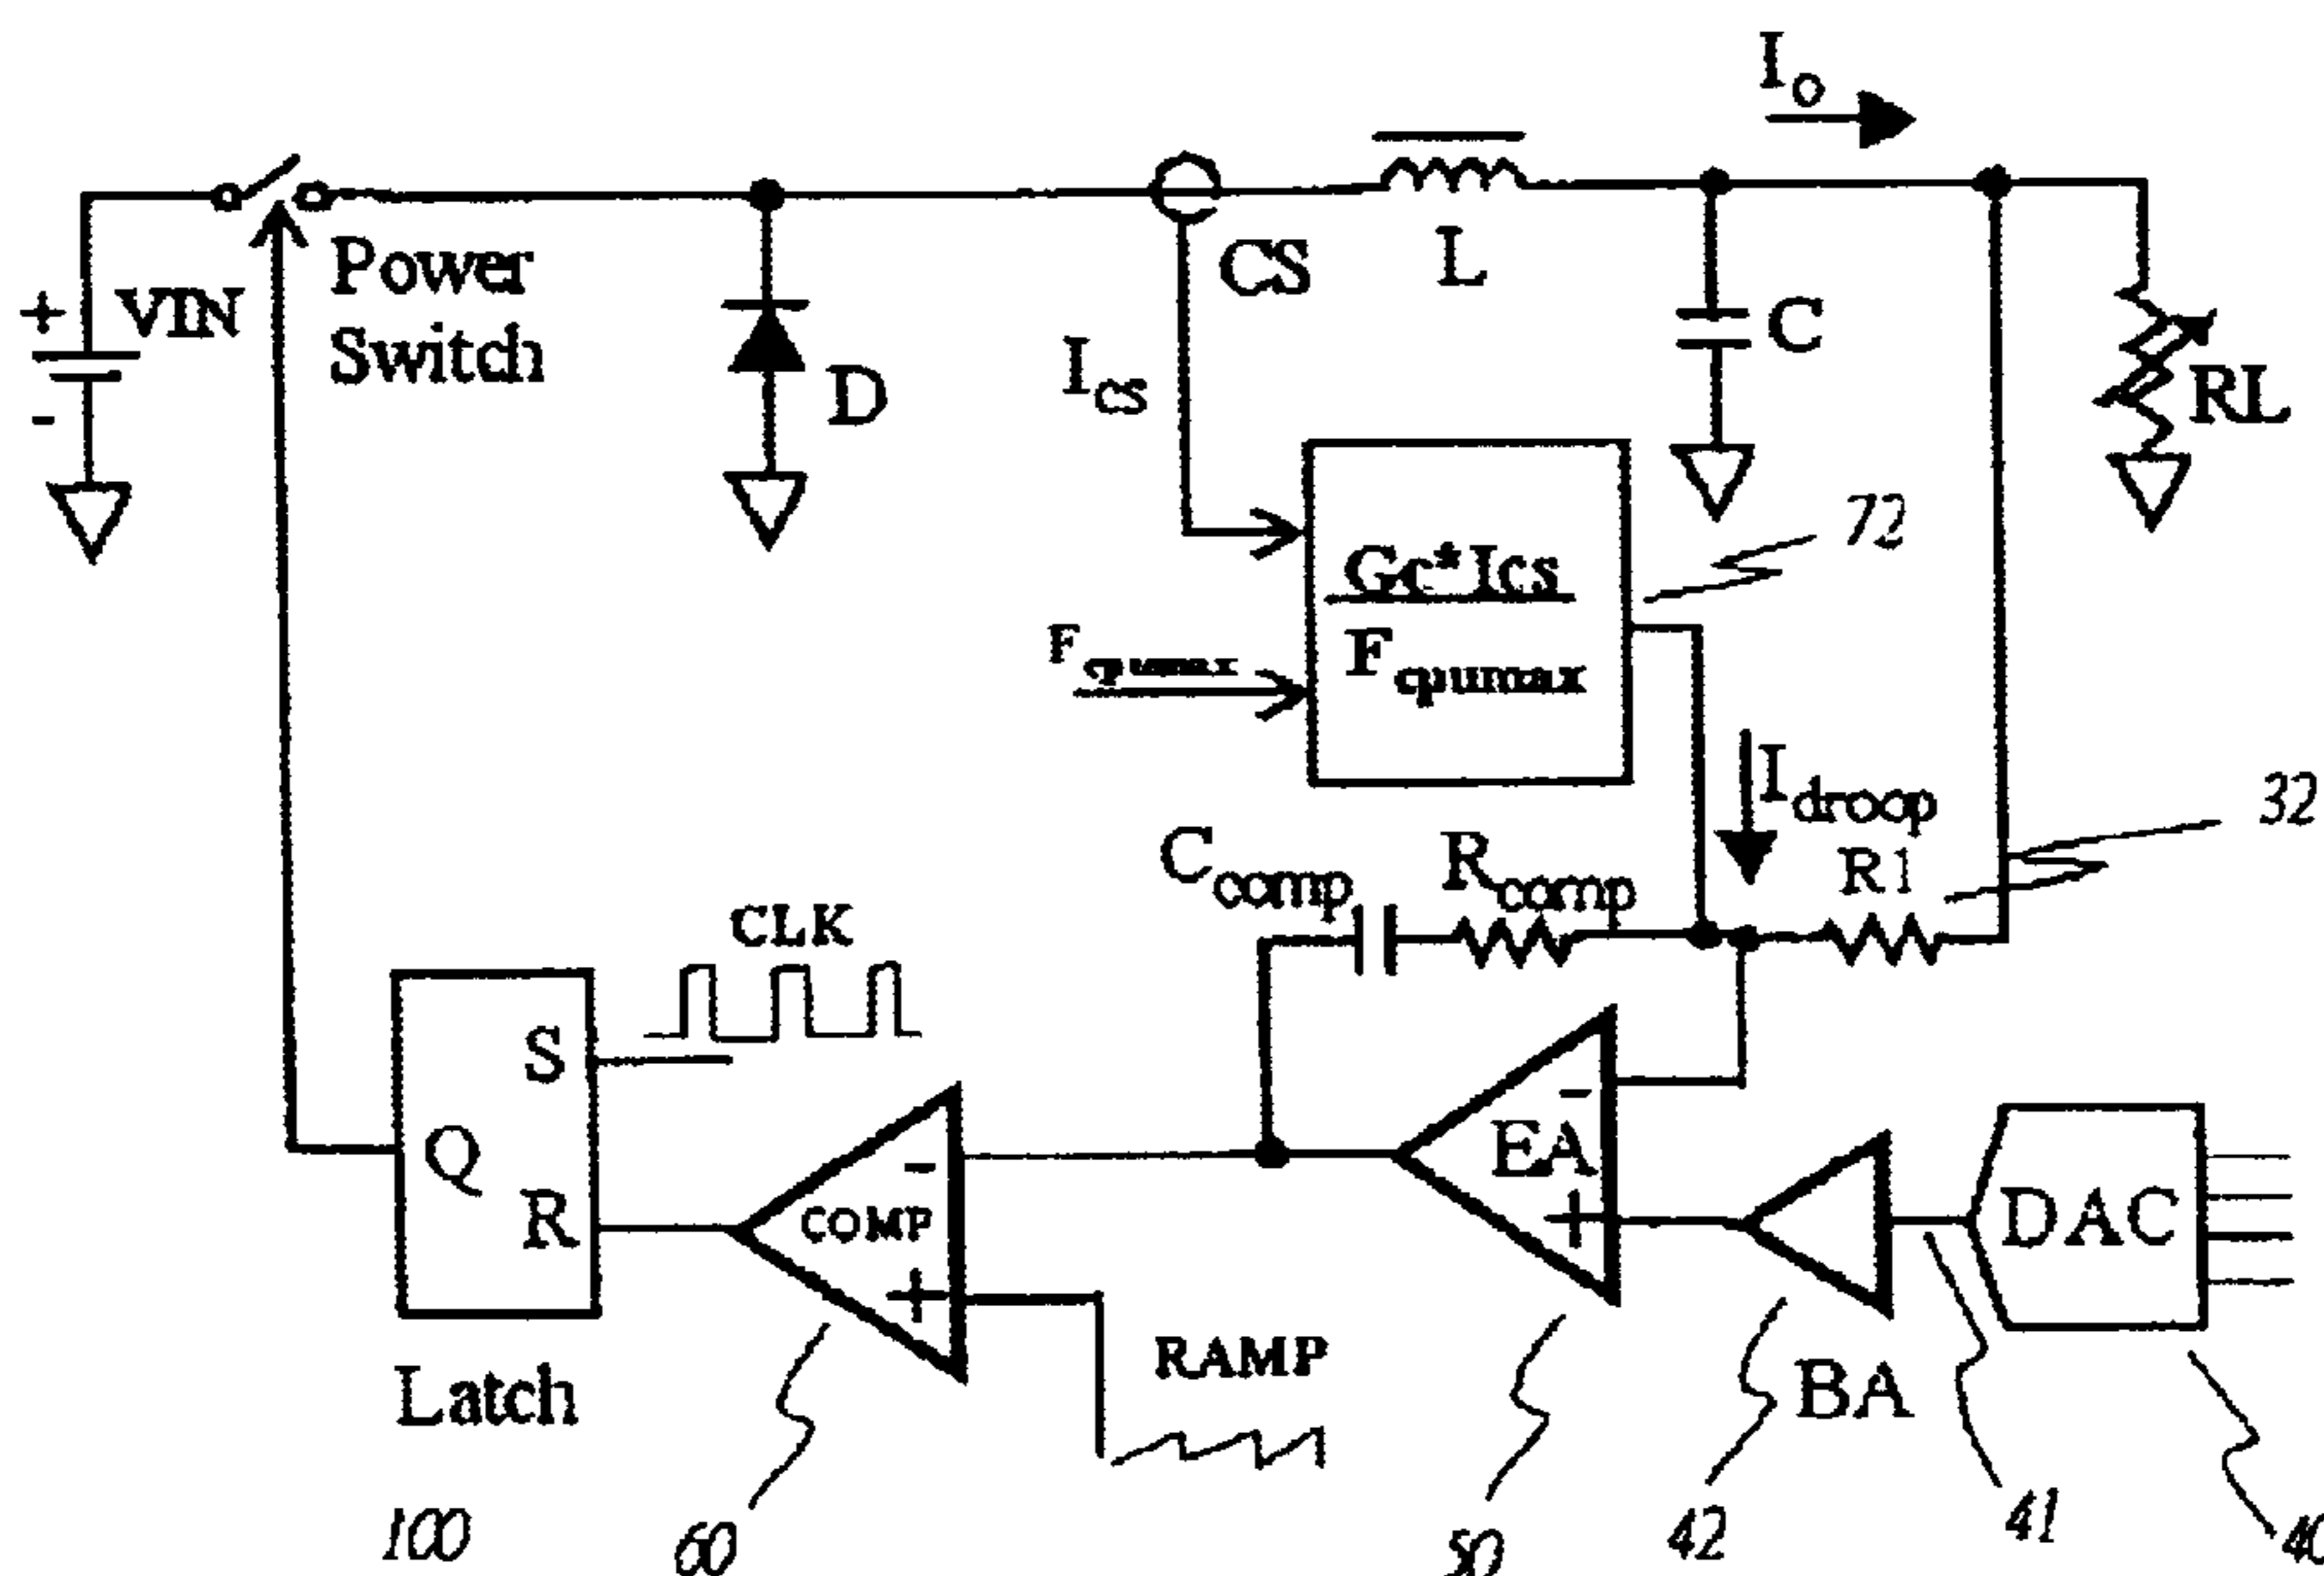 Io
+ VIN
-
Power
Switch
D
CS
L
C
RL
Ics
Gc*Ics
Fcpumax
Fcpumax
72
Idroop
32
Ccomp
Rcomp
R1
CLK
S
Q
R
Latch
100
-
COMP
+
60
RAMP
-
EA
+
50
BA
42
41
DAC
40